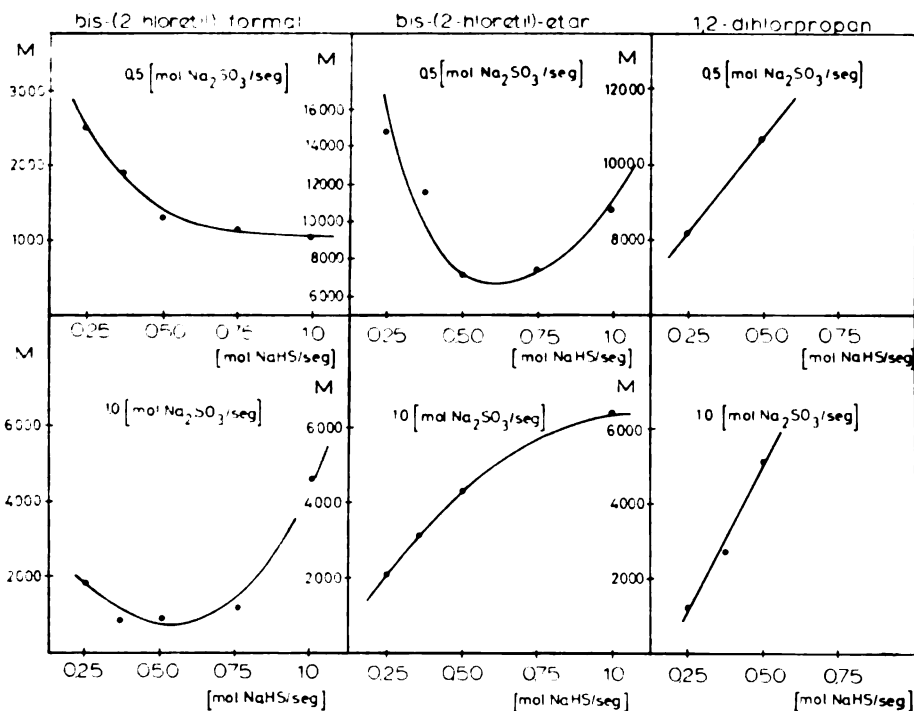 bis-(2-hloretil) formal
bis-(2-hloretil)-etar
1,2-dihlorpropan
M
0,5 [mol Na2SO3/seg]
3000
2000
1000
0,25 0,50 0,75 1,0
[mol NaHS/seg]
M
0,5 [mol Na2SO3/seg]
16000
14000
12000
10000
8000
6000
0,25 0,50 0,75 1,0
[mol NaHS/seg]
M
0,5 [mol Na2SO3/seg]
12000
10000
8000
0,25 0,50 0,75
[mol NaHS/seg]
M
1,0 [mol Na2SO3/seg]
6000
4000
2000
0,25 0,50 0,75 1,0
[mol NaHS/seg]
1,0 [mol Na2SO3/seg]
6000
4000
2000
0,25 0,50 0,75 1,0
[mol NaHS/seg]
M
1,0 [mol Na2SO3/seg]
6000
4000
2000
0,25 0,50 0,75
[mol NaHS/seg]